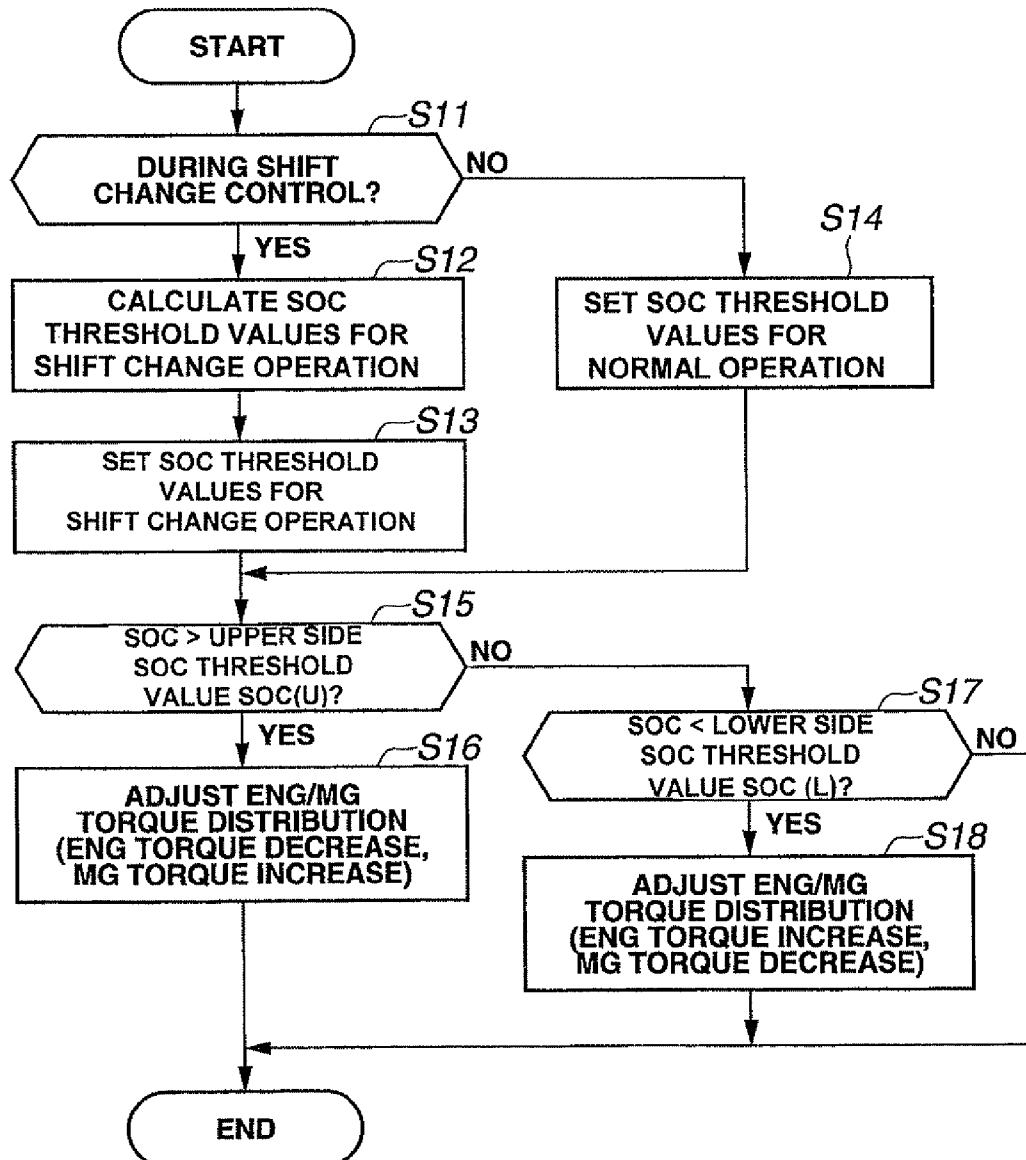 START
S11
DURING SHIFT
CHANGE CONTROL?
NO
YES
S12
CALCULATE SOC
THRESHOLD VALUES FOR
SHIFT CHANGE OPERATION
S14
SET SOC THRESHOLD
VALUES FOR
NORMAL OPERATION
S13
SET SOC THRESHOLD
VALUES FOR
SHIFT CHANGE OPERATION
S15
SOC > UPPER SIDE
SOC THRESHOLD
VALUE SOC(U)?
NO
YES
S17
SOC < LOWER SIDE
SOC THRESHOLD
VALUE SOC (L)?
NO
YES
S16
ADJUST ENG/MG
TORQUE DISTRIBUTION
(ENG TORQUE DECREASE,
MG TORQUE INCREASE)
S18
ADJUST ENG/MG
TORQUE DISTRIBUTION
(ENG TORQUE INCREASE,
MG TORQUE DECREASE)
END